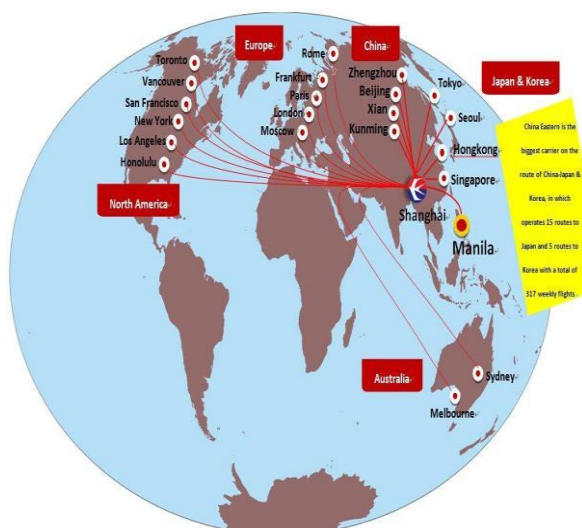 Europe
Rome
China
Toronto
Zhengzhou
Japan & Korea
Vancouver
Frankfurt
Beijing
Tokyo
San Francisco
Paris
Xian
Seoul
New York
London
Kunming
Los Angeles
Moscow
Hongkong
Honolulu
Singapore
North America
Shanghai
Manila
China Eastern is the
biggest carrier on the
route of China-Japan &
Korea, in which
operates 15 routes to
Japan and 5 routes to
Korea with a total of
317 weekly flights
Australia
Sydney
Melbourne